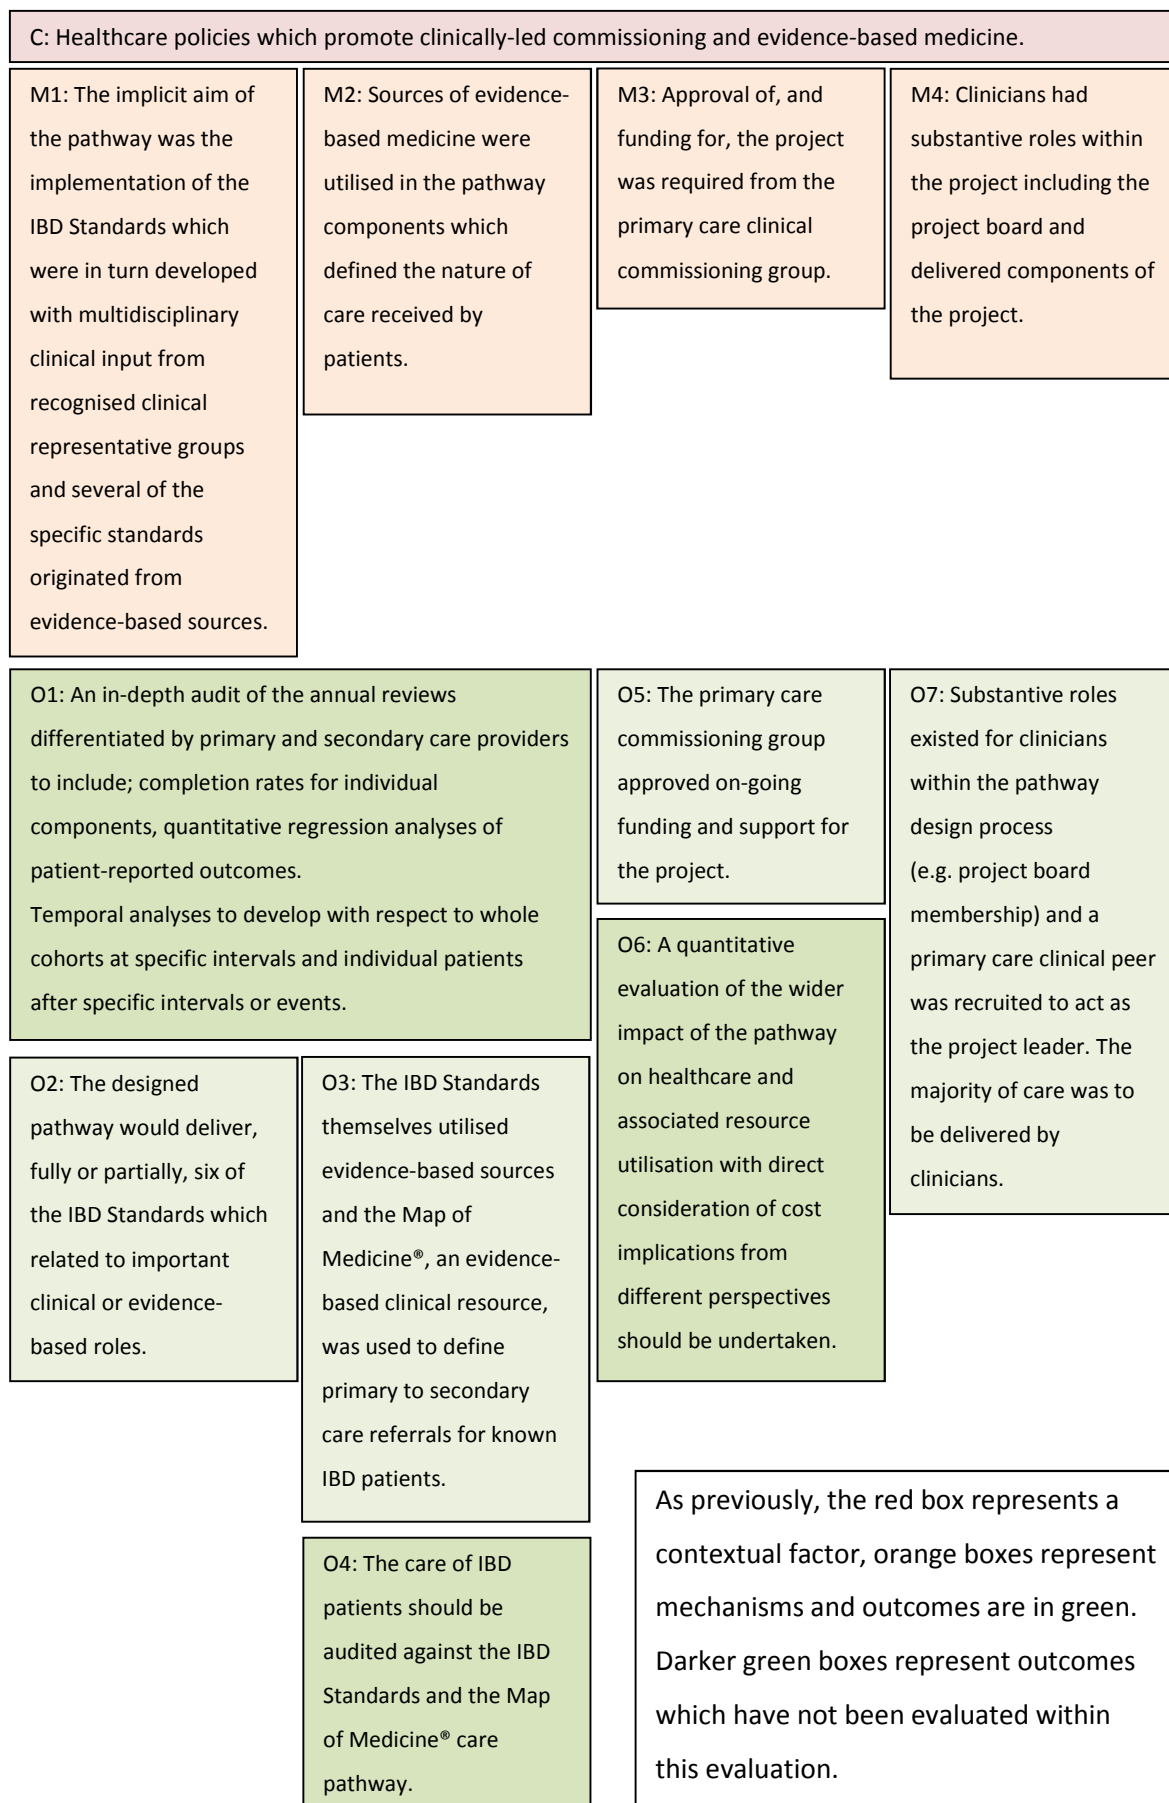 C: Healthcare policies which promote clinically-led commissioning and evidence-based medicine.
M1: The implicit aim of
the pathway was the
implementation of the
IBD Standards which
were in turn developed
with multidisciplinary
clinical input from
recognised clinical
representative groups
and several of the
specific standards
originated from
evidence-based sources.
M2: Sources of evidence-
based medicine were
utilised in the pathway
components which
defined the nature of
care received by
patients.
M3: Approval of, and
funding for, the project
was required from the
primary care clinical
commissioning group.
M4: Clinicians had
substantive roles within
the project including the
project board and
delivered components of
the project.
O1: An in-depth audit of the annual reviews
differentiated by primary and secondary care providers
to include; completion rates for individual
components, quantitative regression analyses of
patient-reported outcomes.
Temporal analyses to develop with respect to whole
cohorts at specific intervals and individual patients
after specific intervals or events.
O2: The designed
pathway would deliver,
fully or partially, six of
the IBD Standards which
related to important
clinical or evidence-
based roles.
O3: The IBD Standards
themselves utilised
evidence-based sources
and the Map of
Medicine®, an evidence-
based clinical resource,
was used to define
primary to secondary
care referrals for known
IBD patients.
O4: The care of IBD
patients should be
audited against the IBD
Standards and the Map
of Medicine® care
pathway.
O5: The primary care
commissioning group
approved on-going
funding and support for
the project.
O6: A quantitative
evaluation of the wider
impact of the pathway
on healthcare and
associated resource
utilisation with direct
consideration of cost
implications from
different perspectives
should be undertaken.
O7: Substantive roles
existed for clinicians
within the pathway
design process
(e.g. project board
membership) and a
primary care clinical peer
was recruited to act as
the project leader. The
majority of care was to
be delivered by
clinicians.
As previously, the red box represents a
contextual factor, orange boxes represent
mechanisms and outcomes are in green.
Darker green boxes represent outcomes
which have not been evaluated within
this evaluation.